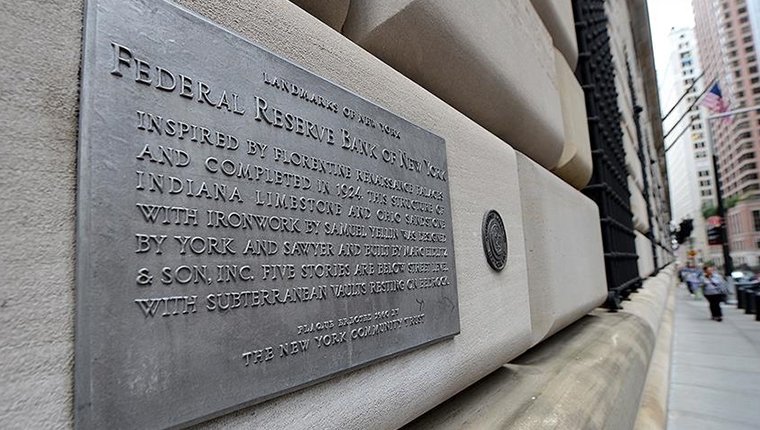 LANDMARKS OF NEW YORK
FEDERAL RESERVE BANK OF NEW YORK
INSPIRED BY FLORENTINE RENAISSANCE PALACES
AND COMPLETED IN 1924, THIS STRUCTURE OF
INDIANA LIMESTONE AND OHIO SANDSTONE
WITH IRONWORK BY SAMUEL YELLIN WAS DESIGNED
BY YORK AND SAWYER AND BUILT BY MARC EIDLITZ
& SON, INC. FIVE STORIES ARE BELOW STREET LEVEL
WITH SUBTERRANEAN VAULTS RESTING ON BEDROCK.
PLAQUE ERECTED BY
THE NEW YORK COMMUNITY TRUST